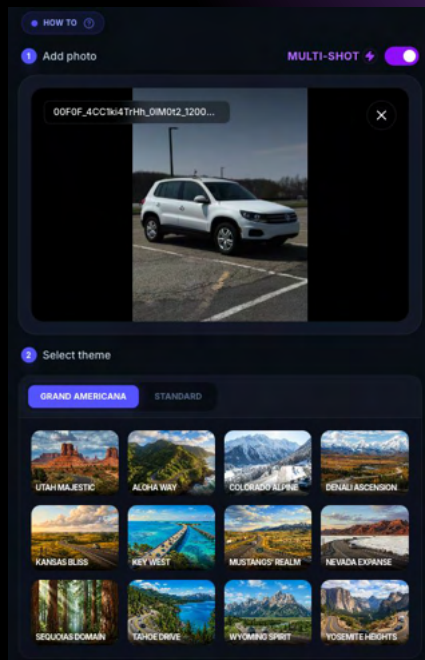 HOW TO ?
1 Add photo
MULTI-SHOT
00F0F_4CC1ki4TrHh_0lM0t2_1200...
2 Select theme
GRAND AMERICANA STANDARD
UTAH MAJESTIC ALOHA WAY COLORADO ALPINE DENALI ASCENSION
KANSAS BLISS KEY WEST MUSTANGS' REALM NEVADA EXPANSE
SEQUOIAS DOMAIN TAHOE DRIVE WYOMING SPIRIT YOSEMITE HEIGHTS